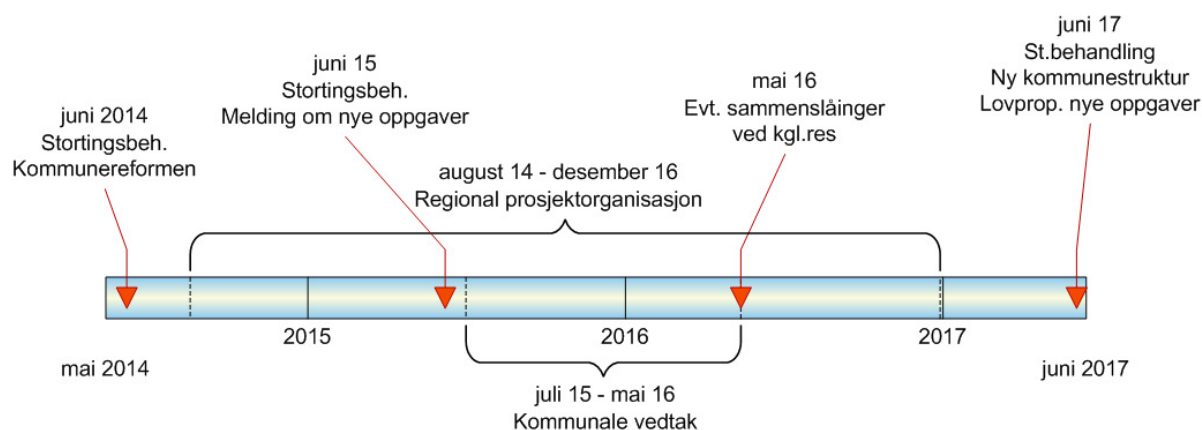 juni 2014
Stortingsbeh.
Kommunereformen
juni 15
Stortingsbeh.
Melding om nye oppgaver
august 14 - desember 16
Regional prosjektorganisasjon
mai 16
Evt. sammenslåinger
ved kgl.res
juni 17
St.behandling
Ny kommunestruktur
Lovprop. nye oppgaver
2015
2016
2017
mai 2014
juni 2017
juli 15 - mai 16
Kommunale vedtak